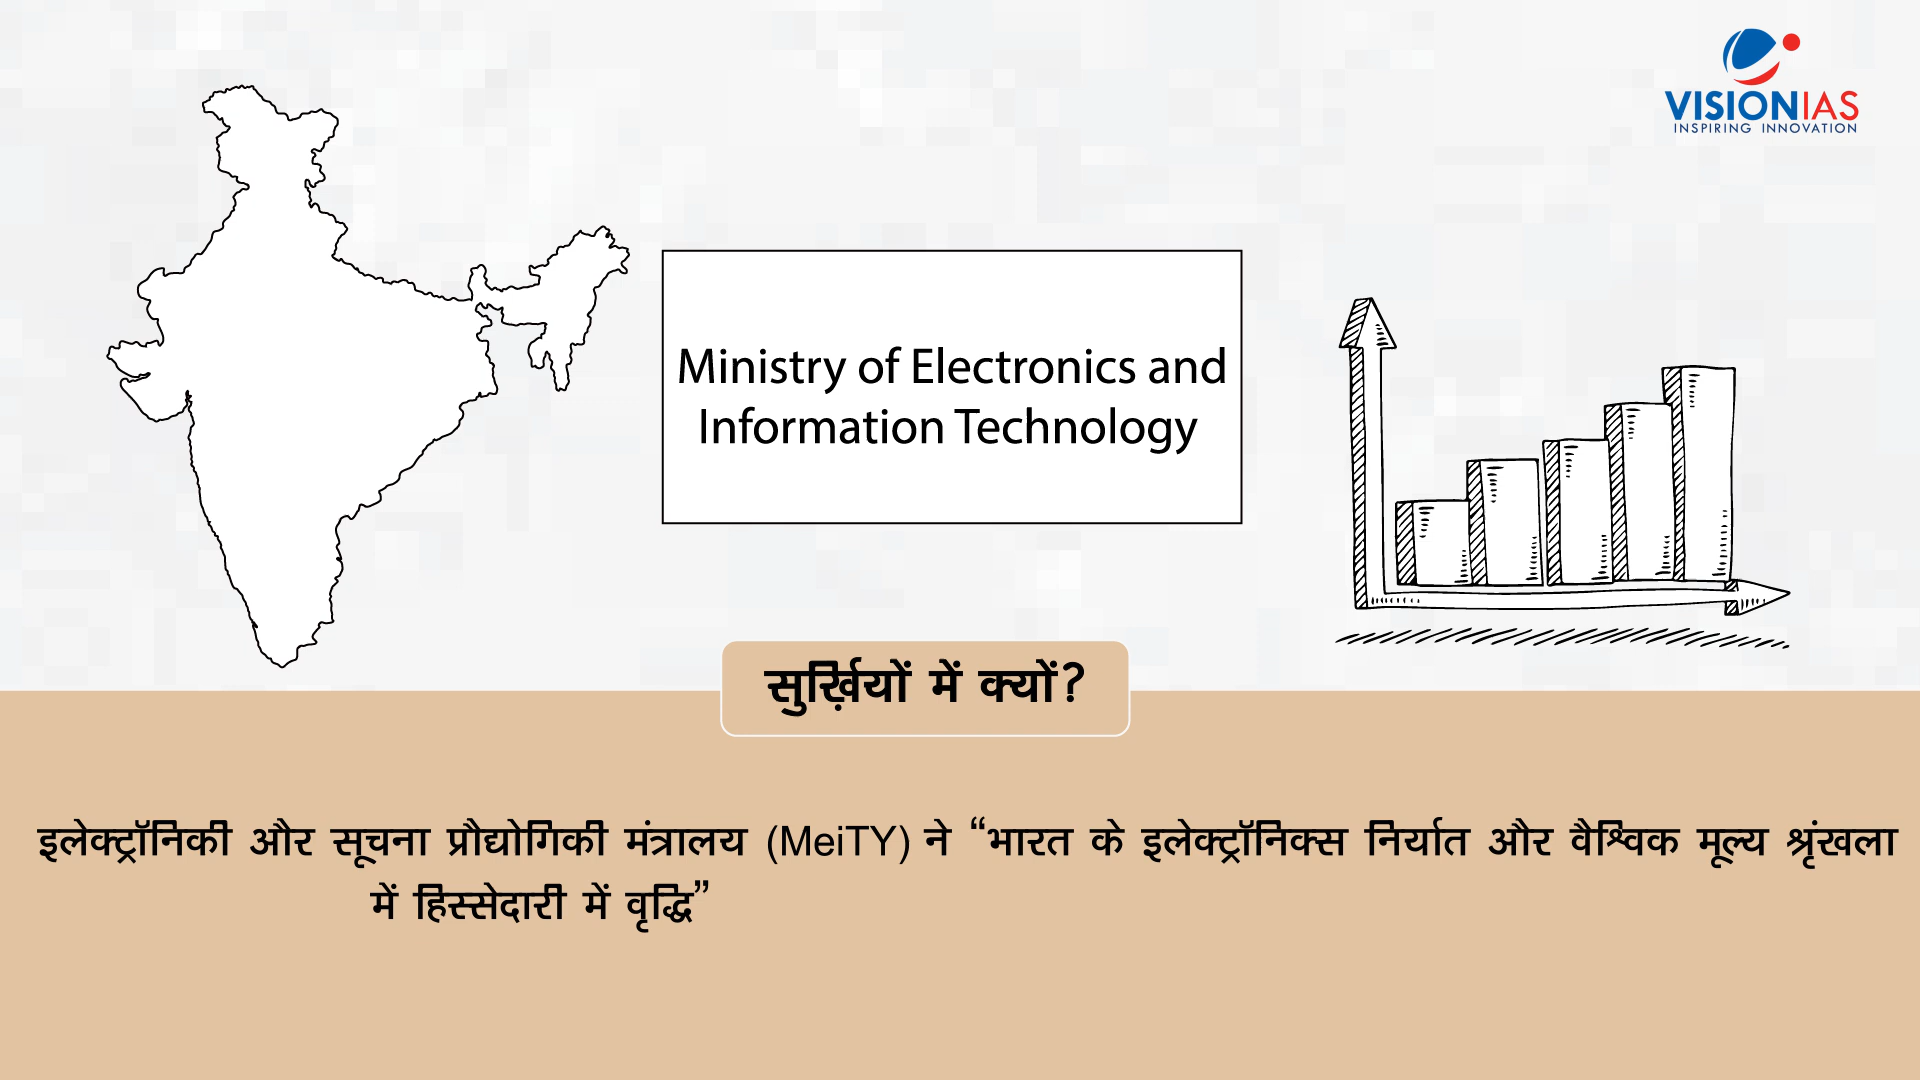 VISIONIAS
INSPIRING INNOVATION
Ministry of Electronics and
Information Technology
सुर्ख़ियों में क्यों?
इलेक्ट्रॉनिकी और सूचना प्रौद्योगिकी मंत्रालय (MeiTY) ने “भारत के इलेक्ट्रॉनिक्स निर्यात और वैश्विक मूल्य श्रृंखला
में हिस्सेदारी में वृद्धि”